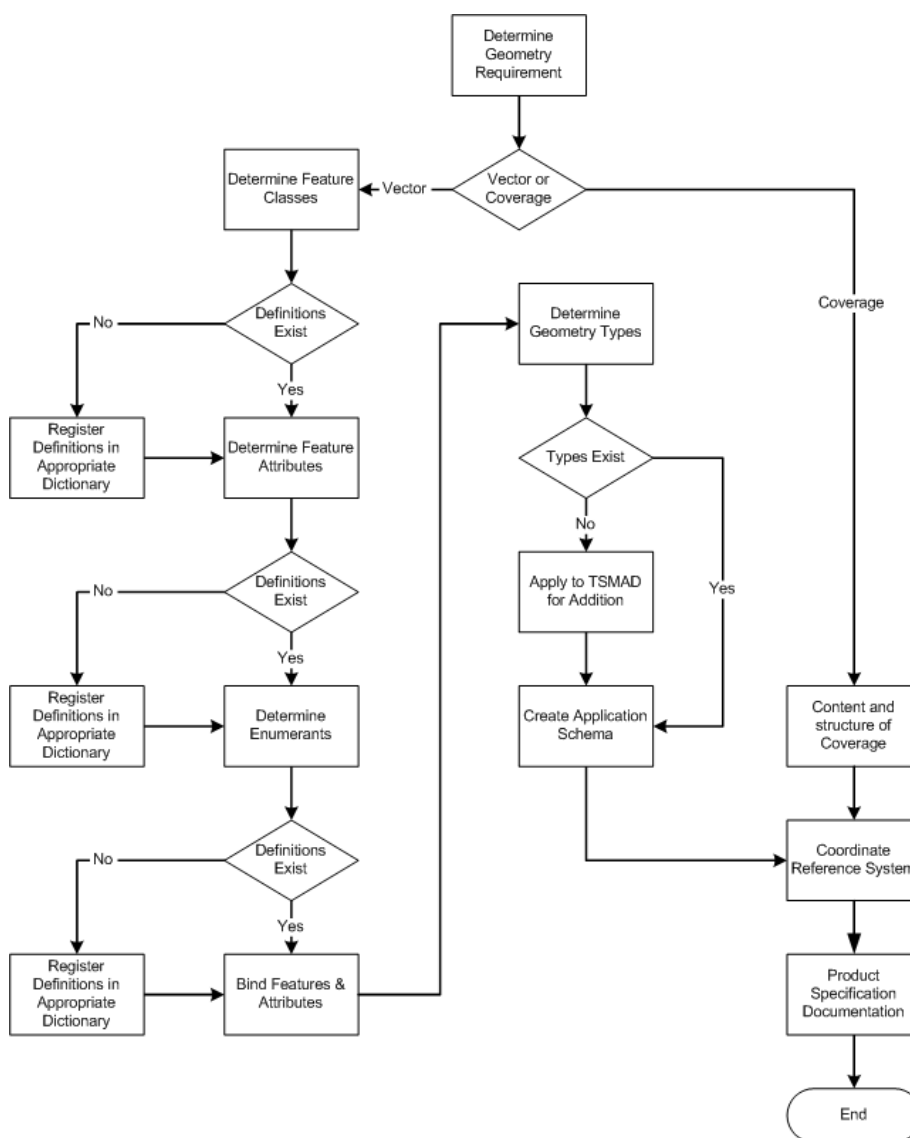 Determine
Geometry
Requirement
Vector or
Coverage
Vector
Determine Feature
Classes
Coverage
Definitions
Exist
No
Yes
Register
Definitions in
Appropriate
Dictionary
Determine Feature
Attributes
Definitions
Exist
No
Yes
Register
Definitions in
Appropriate
Dictionary
Determine
Enumerants
Definitions
Exist
No
Yes
Register
Definitions in
Appropriate
Dictionary
Bind Features &
Attributes
Determine
Geometry Types
Types Exist
No
Yes
Apply to TSMAD
for Addition
Create Application
Schema
Content and
structure of
Coverage
Coordinate
Reference System
Product
Specification
Documentation
End